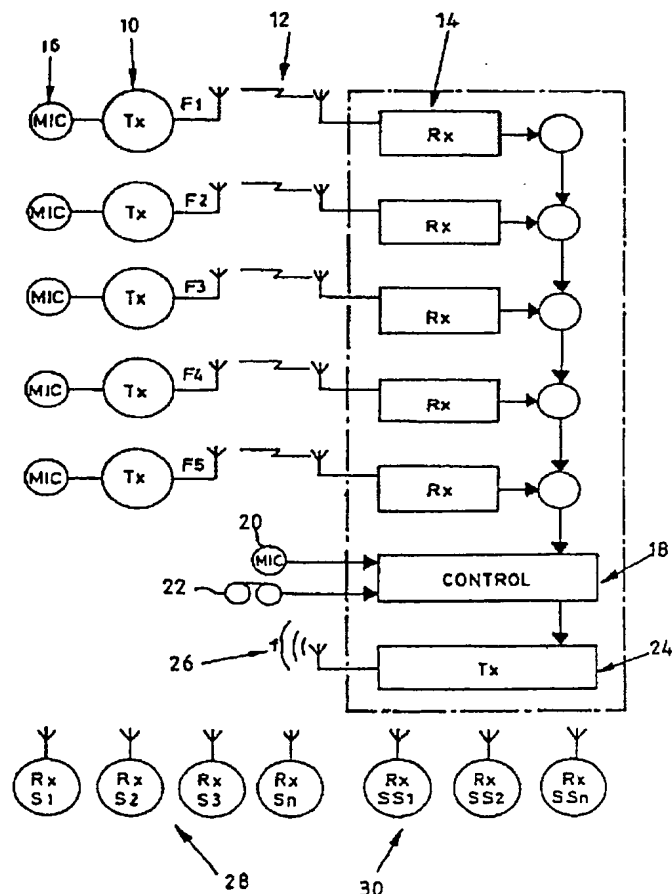 16 10 12 14
MIC Tx F1 Rx
MIC Tx F2 Rx
MIC Tx F3 Rx
MIC Tx F4 Rx
MIC Tx F5 Rx
20
MIC
CONTROL
18
22
26
f
Tx
24
Rx S1
Rx S2
Rx S3
Rx Sn
Rx SS1
Rx SS2
Rx SSn
28
30